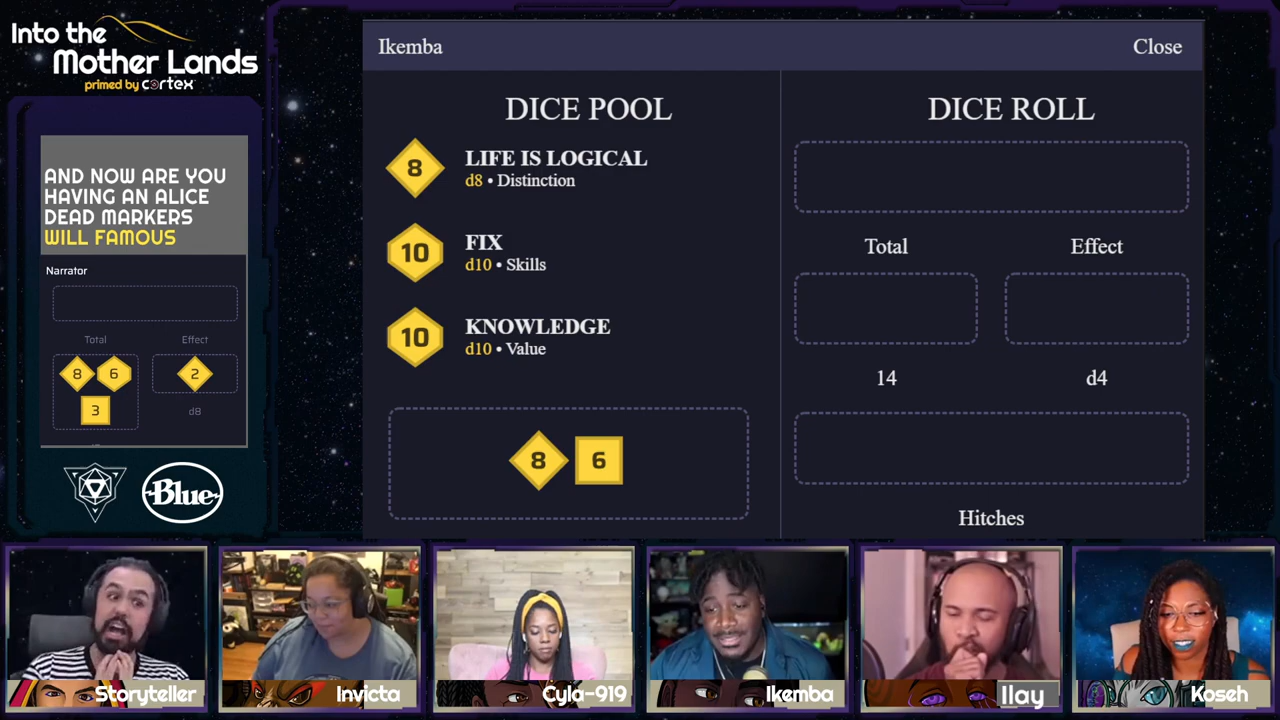 Into the
Mother Lands
primed by cortex
AND NOW ARE YOU
HAVING AN ALICE
DEAD MARKERS
WILL FAMOUS
Narrator
Total
Effect
8
6
2
3
d8
Blue
Ikemba
Close
DICE POOL
8
LIFE IS LOGICAL
d8 • Distinction
10
FIX
d10 • Skills
10
KNOWLEDGE
d10 • Value
8
6
DICE ROLL
Total
Effect
14
d4
Hitches
Storyteller
Invicta
Cyla-919
Ikemba
Ilay
Koseh